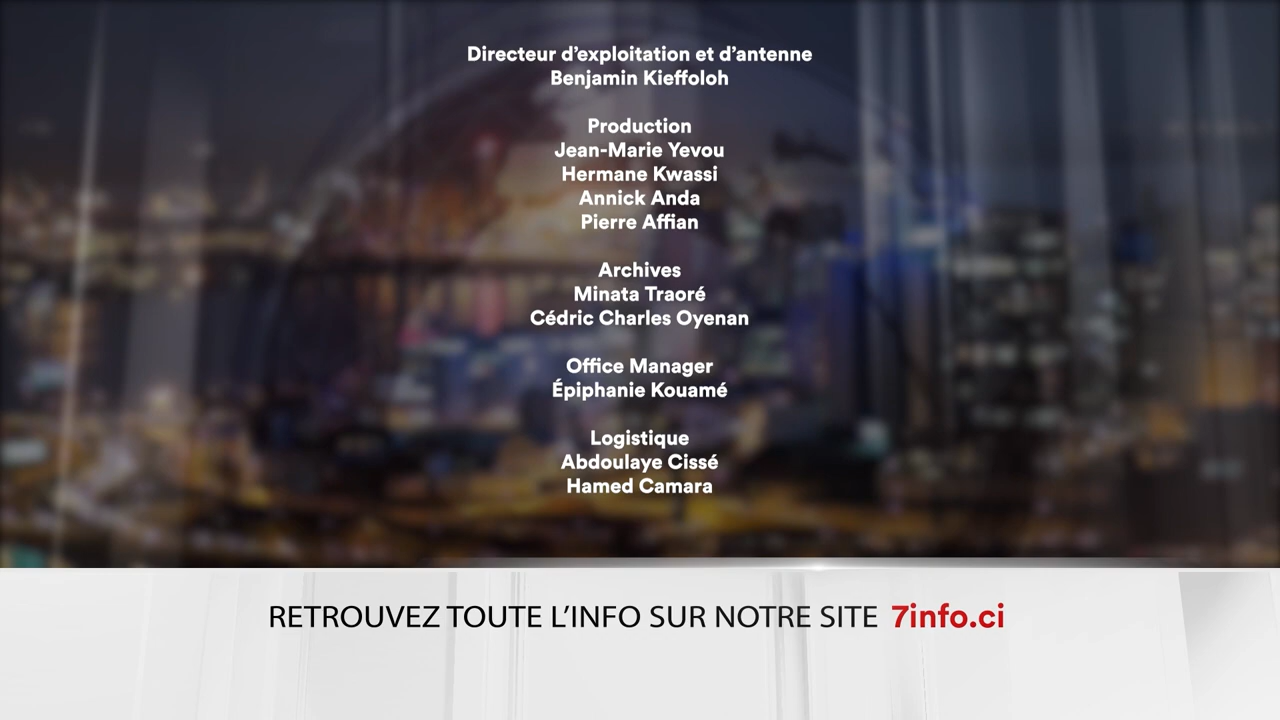 Directeur d’exploitation et d’antenne
Benjamin Kieffoloh
Production
Jean-Marie Yevou
Hermane Kwassi
Annick Anda
Pierre Affian
Archives
Minata Traoré
Cédric Charles Oyenan
Office Manager
Épiphanie Kouamé
Logistique
Abdoulaye Cissé
Hamed Camara
RETROUVEZ TOUTE L’INFO SUR NOTRE SITE 7info.ci